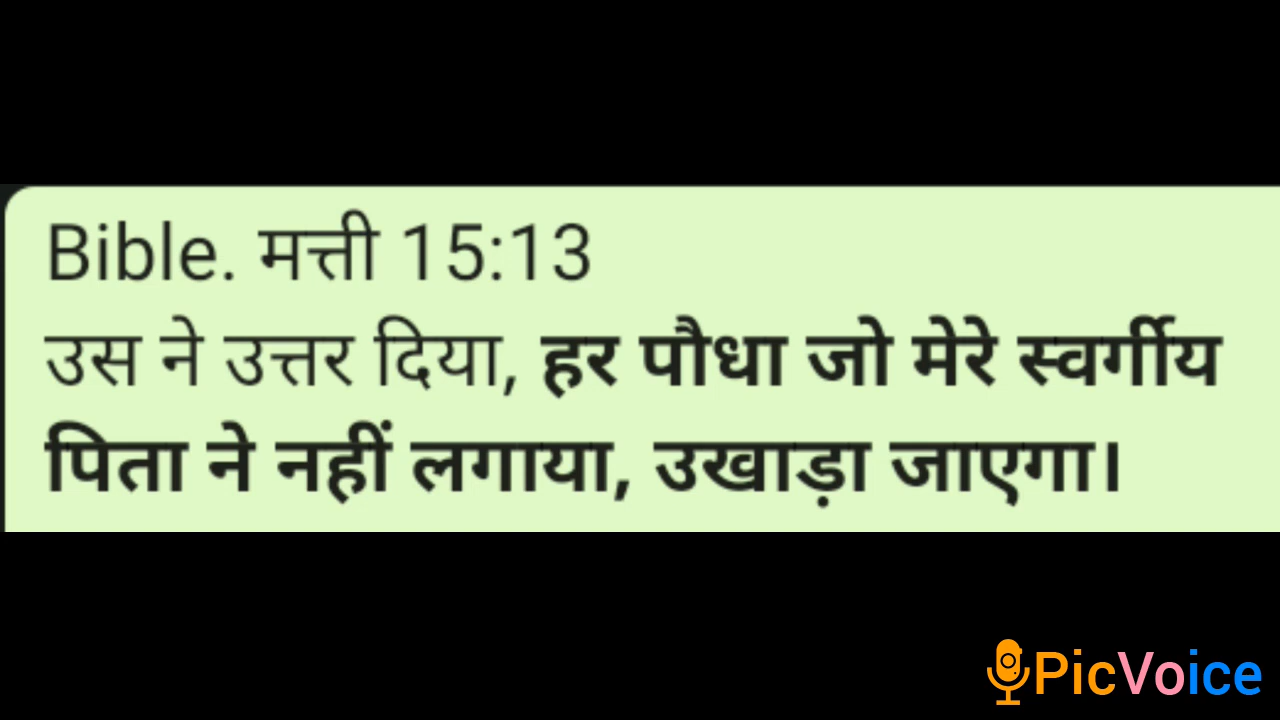 Bible. मत्ती 15:13
उस ने उत्तर दिया, हर पौधा जो मेरे स्वर्गीय
पिता ने नहीं लगाया, उखाड़ा जाएगा।
PicVoice